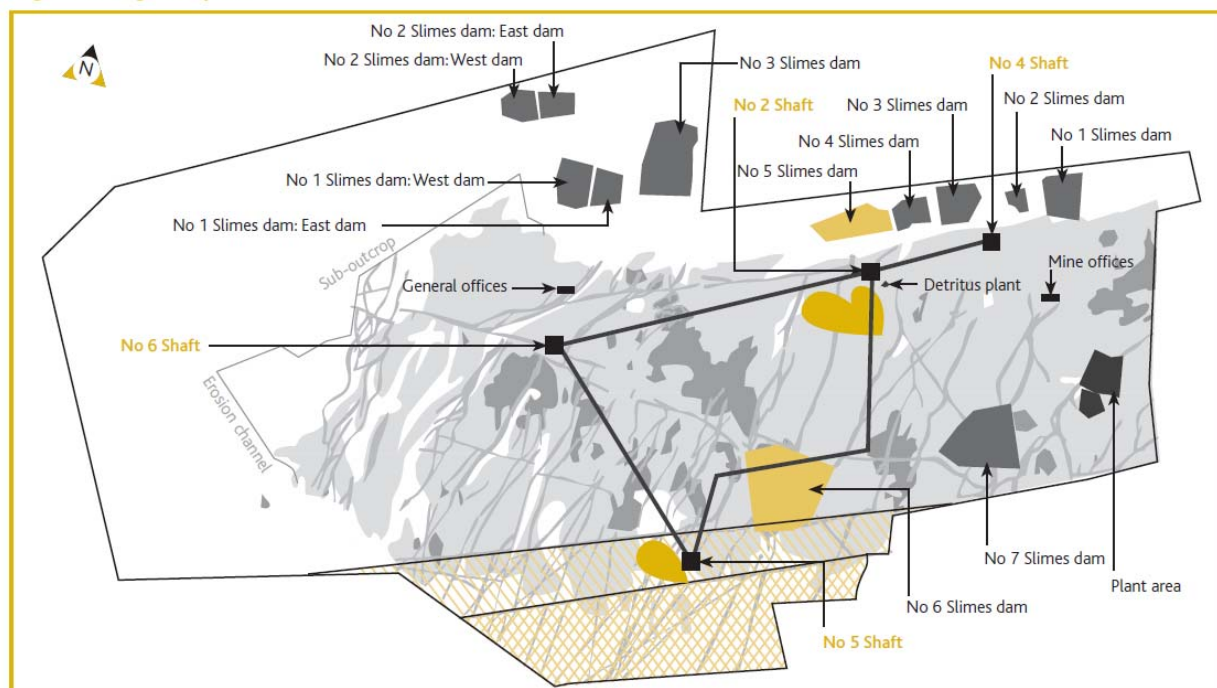 No 2 Slimes dam: East dam
No 2 Slimes dam: West dam
N
No 3 Slimes dam
No 4 Shaft
No 2 Shaft
No 3 Slimes dam
No 2 Slimes dam
No 4 Slimes dam
No 1 Slimes dam
No 5 Slimes dam
No 1 Slimes dam: West dam
No 1 Slimes dam: East dam
Sub-outcrop
General offices
Mine offices
Detritus plant
No 6 Shaft
Erosion channel
No 7 Slimes dam
Plant area
No 6 Slimes dam
No 5 Shaft